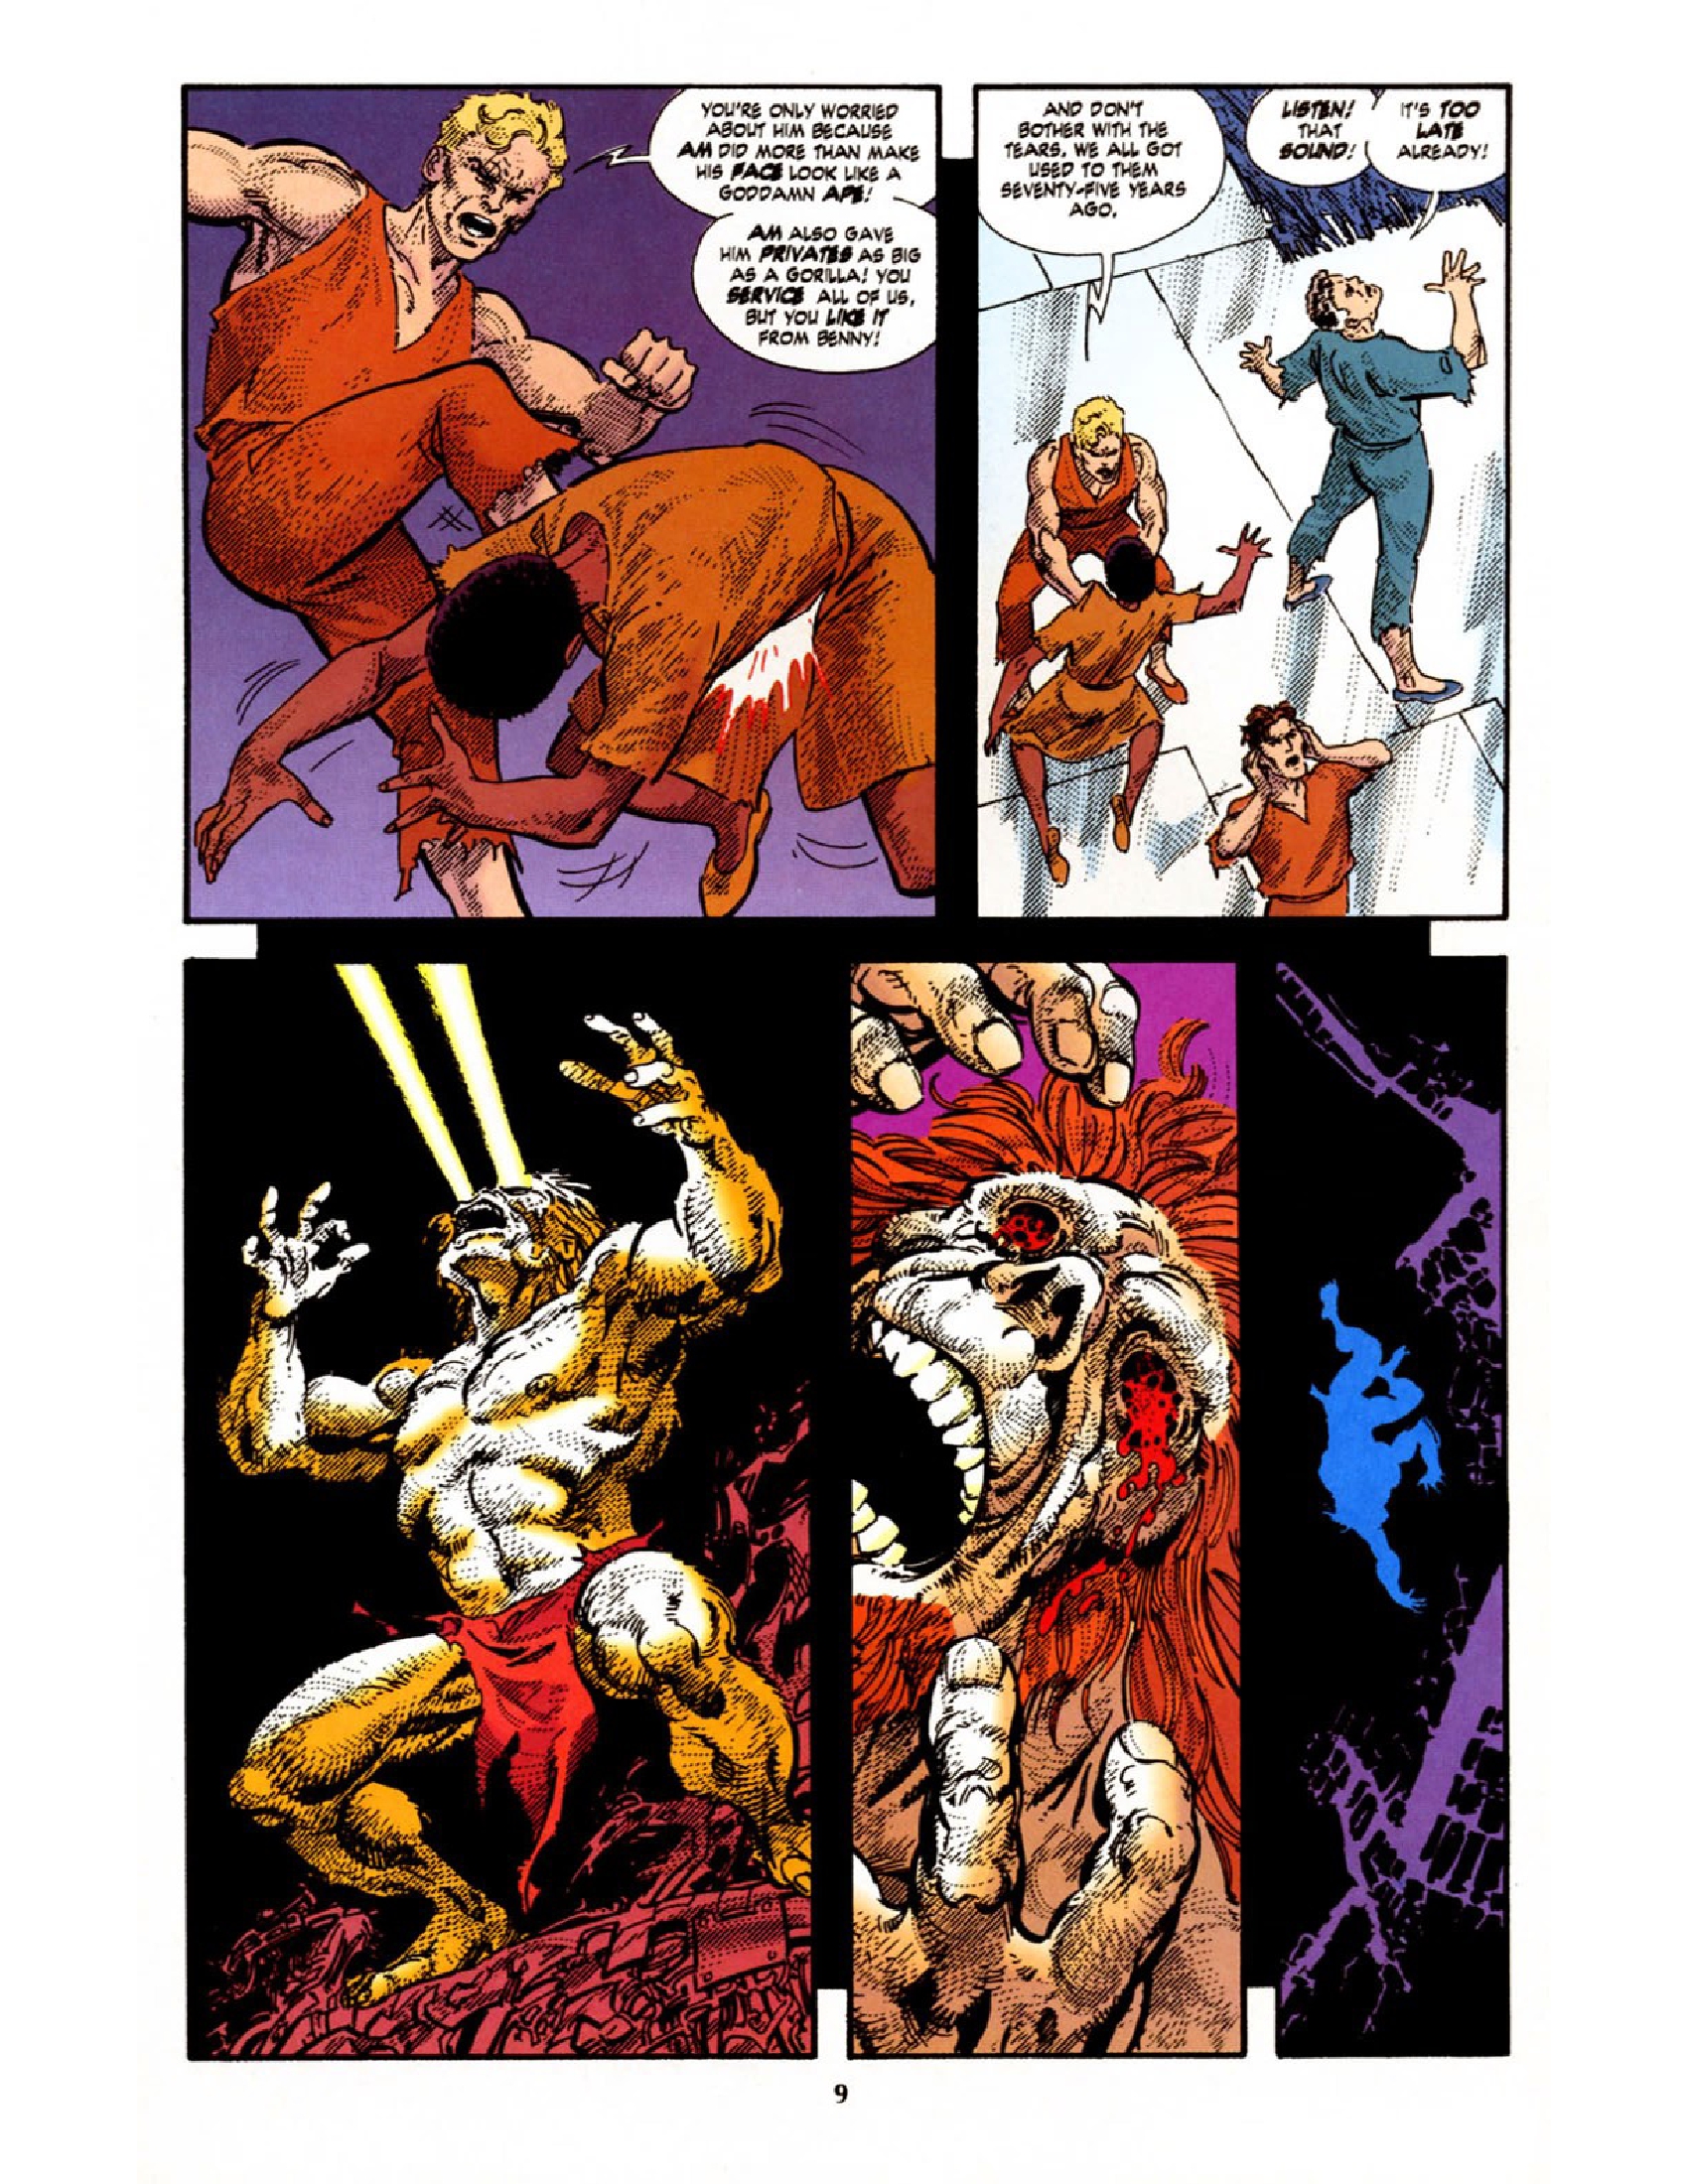 YOU'RE ONLY WORRIED
ABOUT HIM BECAUSE
AM DID MORE THAN MAKE
HIS FACE LOOK LIKE A
GODDAMN APE!
AM ALSO GAVE
HIM PRIVATES AS BIG
AS A GORILLA! YOU
SERVICE ALL OF US,
BUT YOU LIKE IT
FROM BENNY!
AND DON'T
BOTHER WITH THE
TEARS. WE ALL GOT
USED TO THEM
SEVENTY-FIVE YEARS
AGO.
LISTEN!
THAT
SOUND!
IT'S TOO
LATE
ALREADY!
9